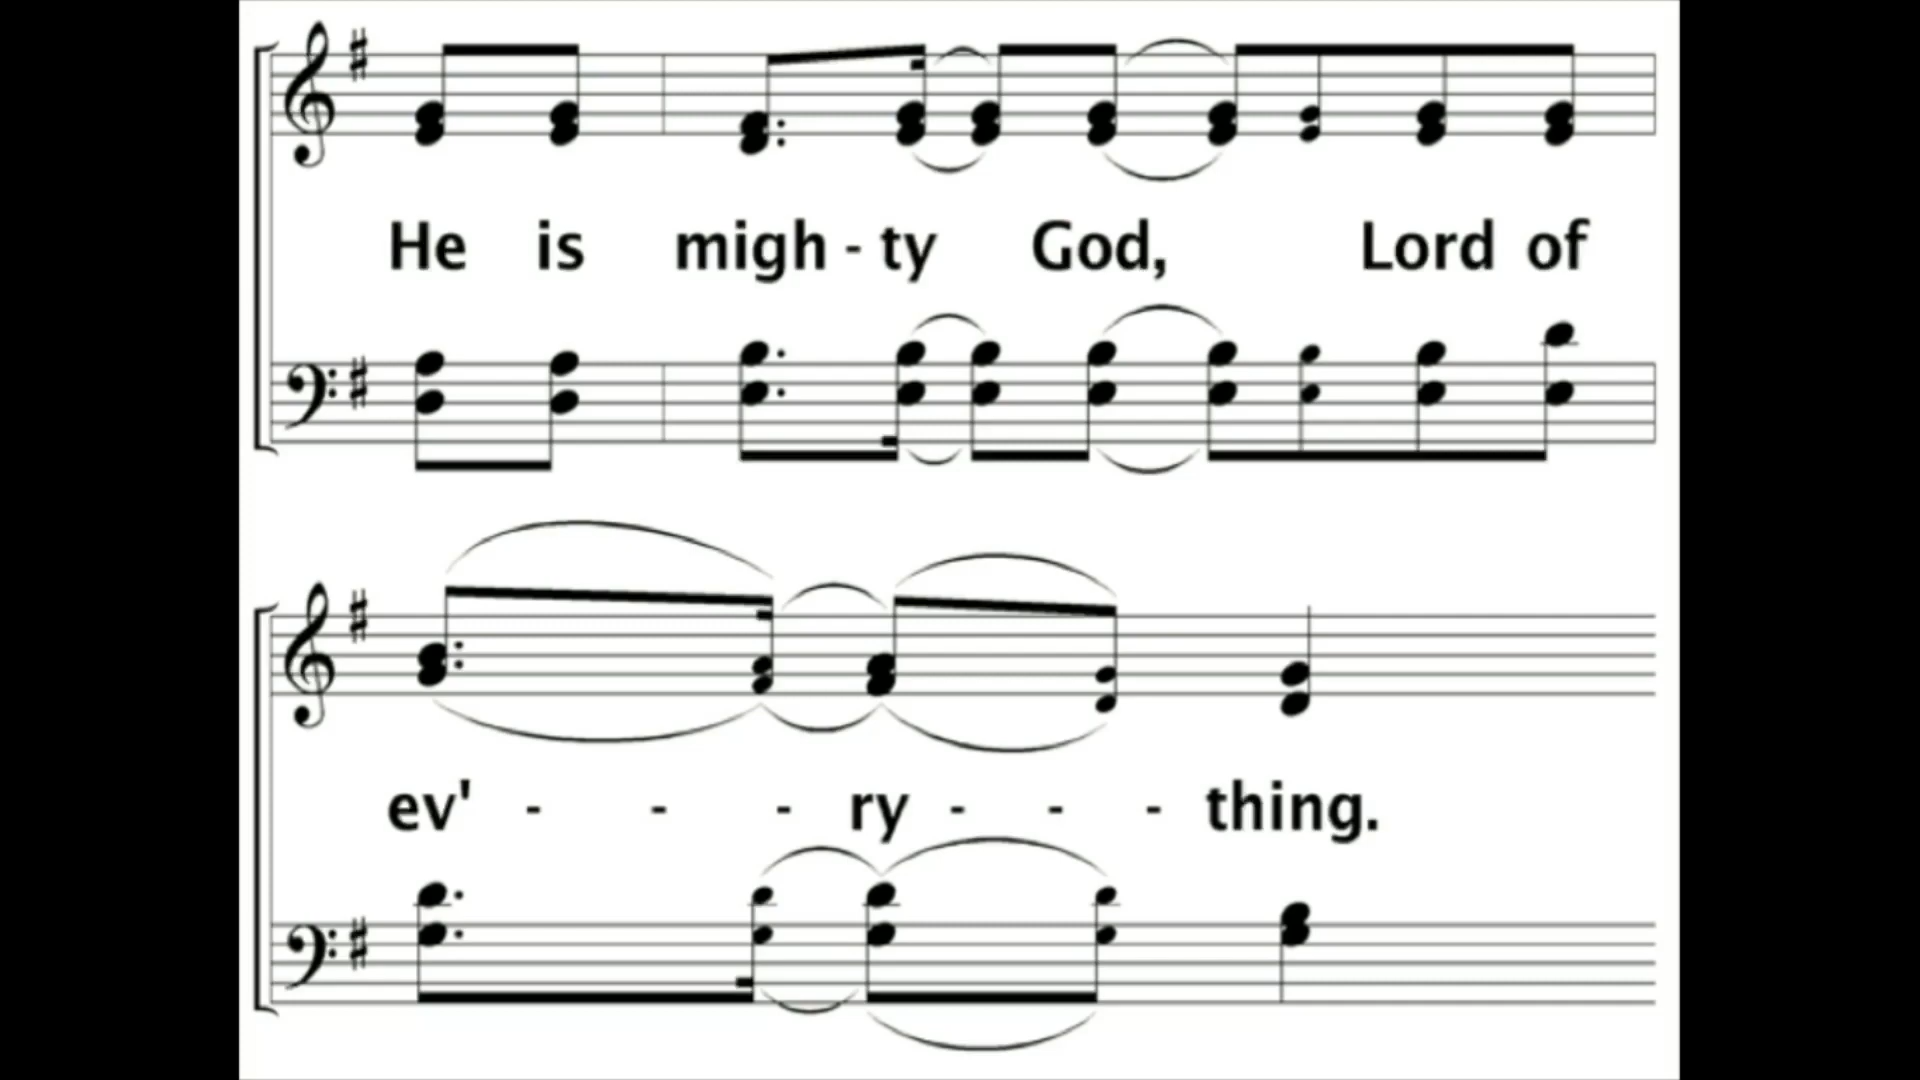 He is migh - ty God, Lord of
ev' - - - ry - - - thing.